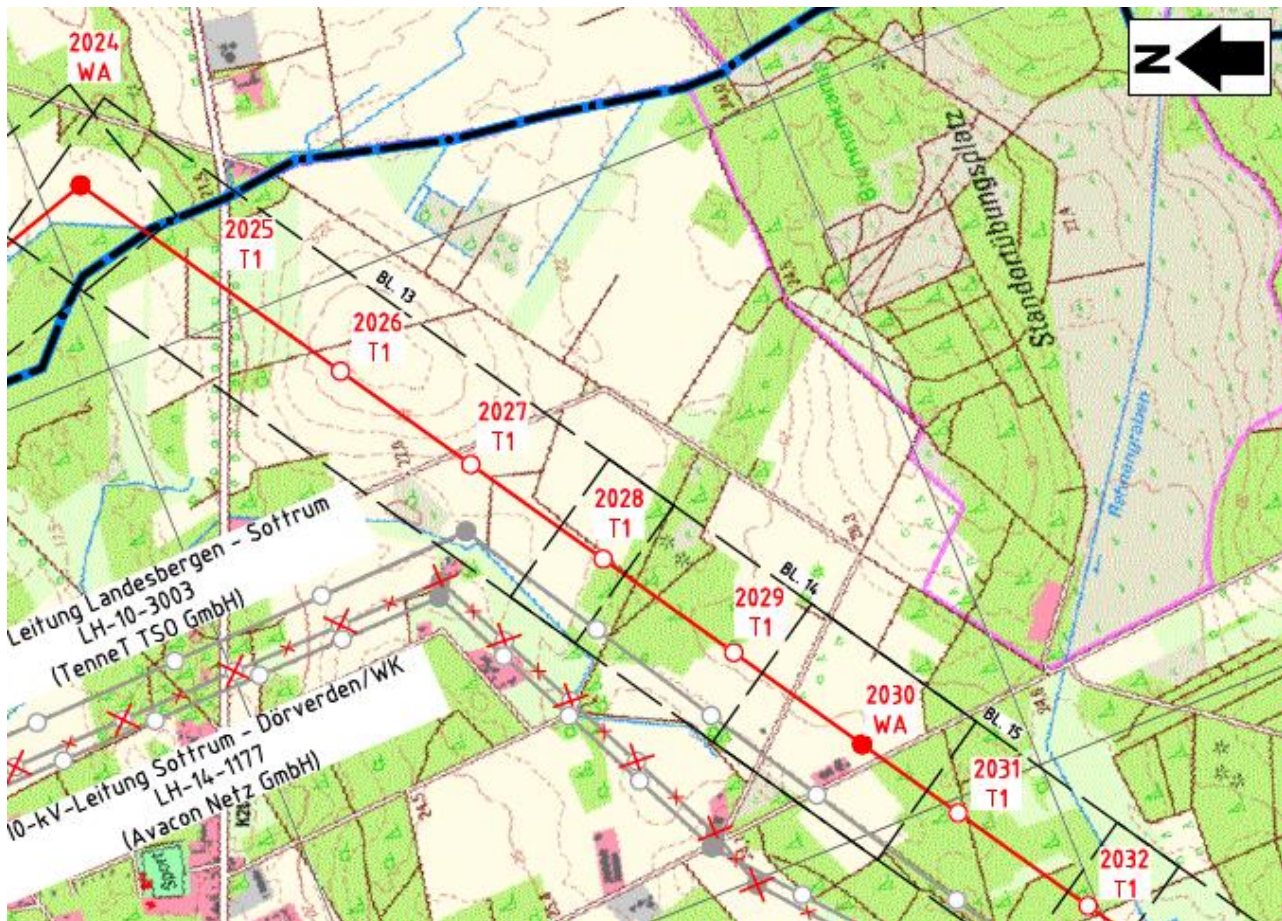 2024
WA
N
2025
T1
BL. 13
2026
T1
2027
T1
2028
T1
BL. 14
2029
T1
2030
WA
BL. 15
2031
T1
2032
T1
Brunnenkamp
Standortübungsplatz
Leitung Landesbergen - Sottrum
LH-10-3003
(TenneT TSO GmbH)
10-kV-Leitung Sottrum - Dörverden/WK
LH-14-1177
(Avacon Netz GmbH)
Sport